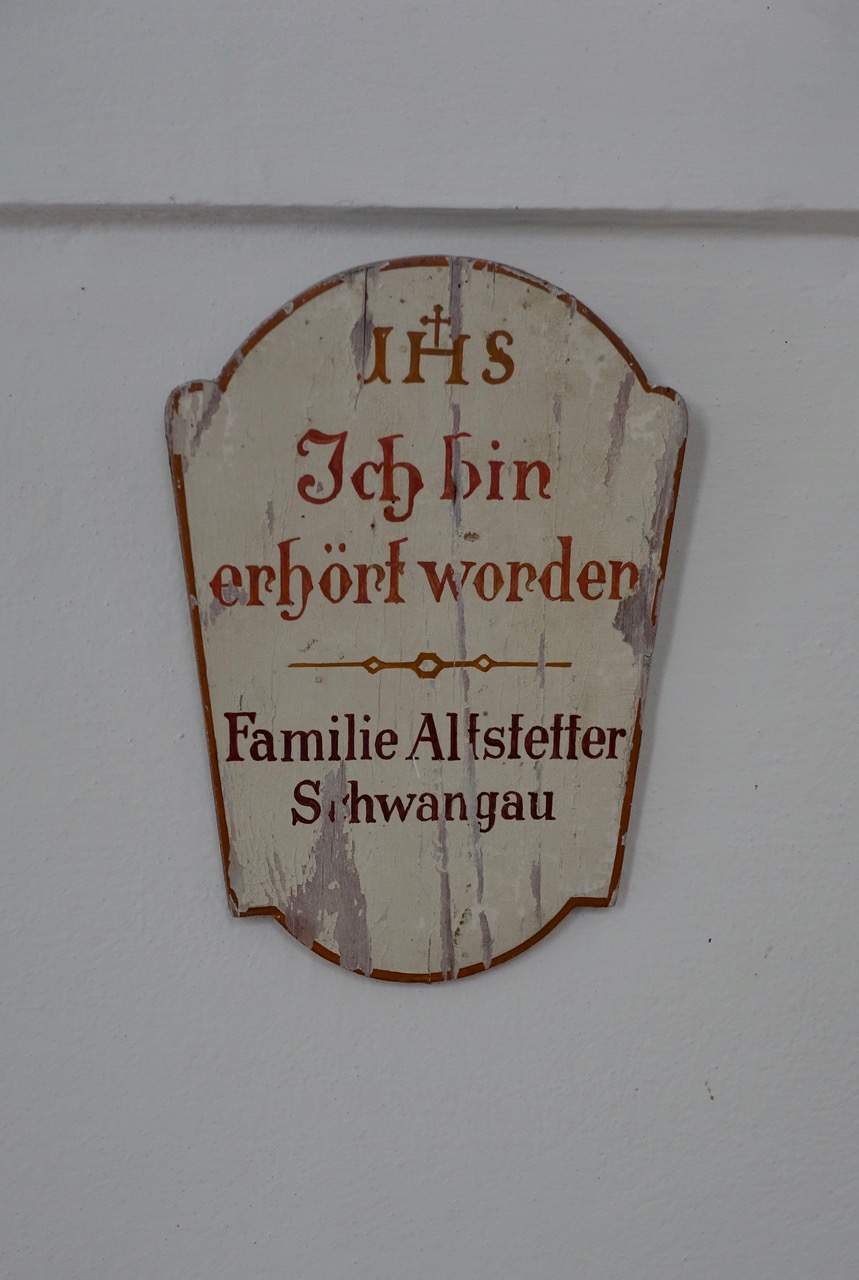 IHS
Ich bin
erhört worden
Familie Altstetter
Schwangau